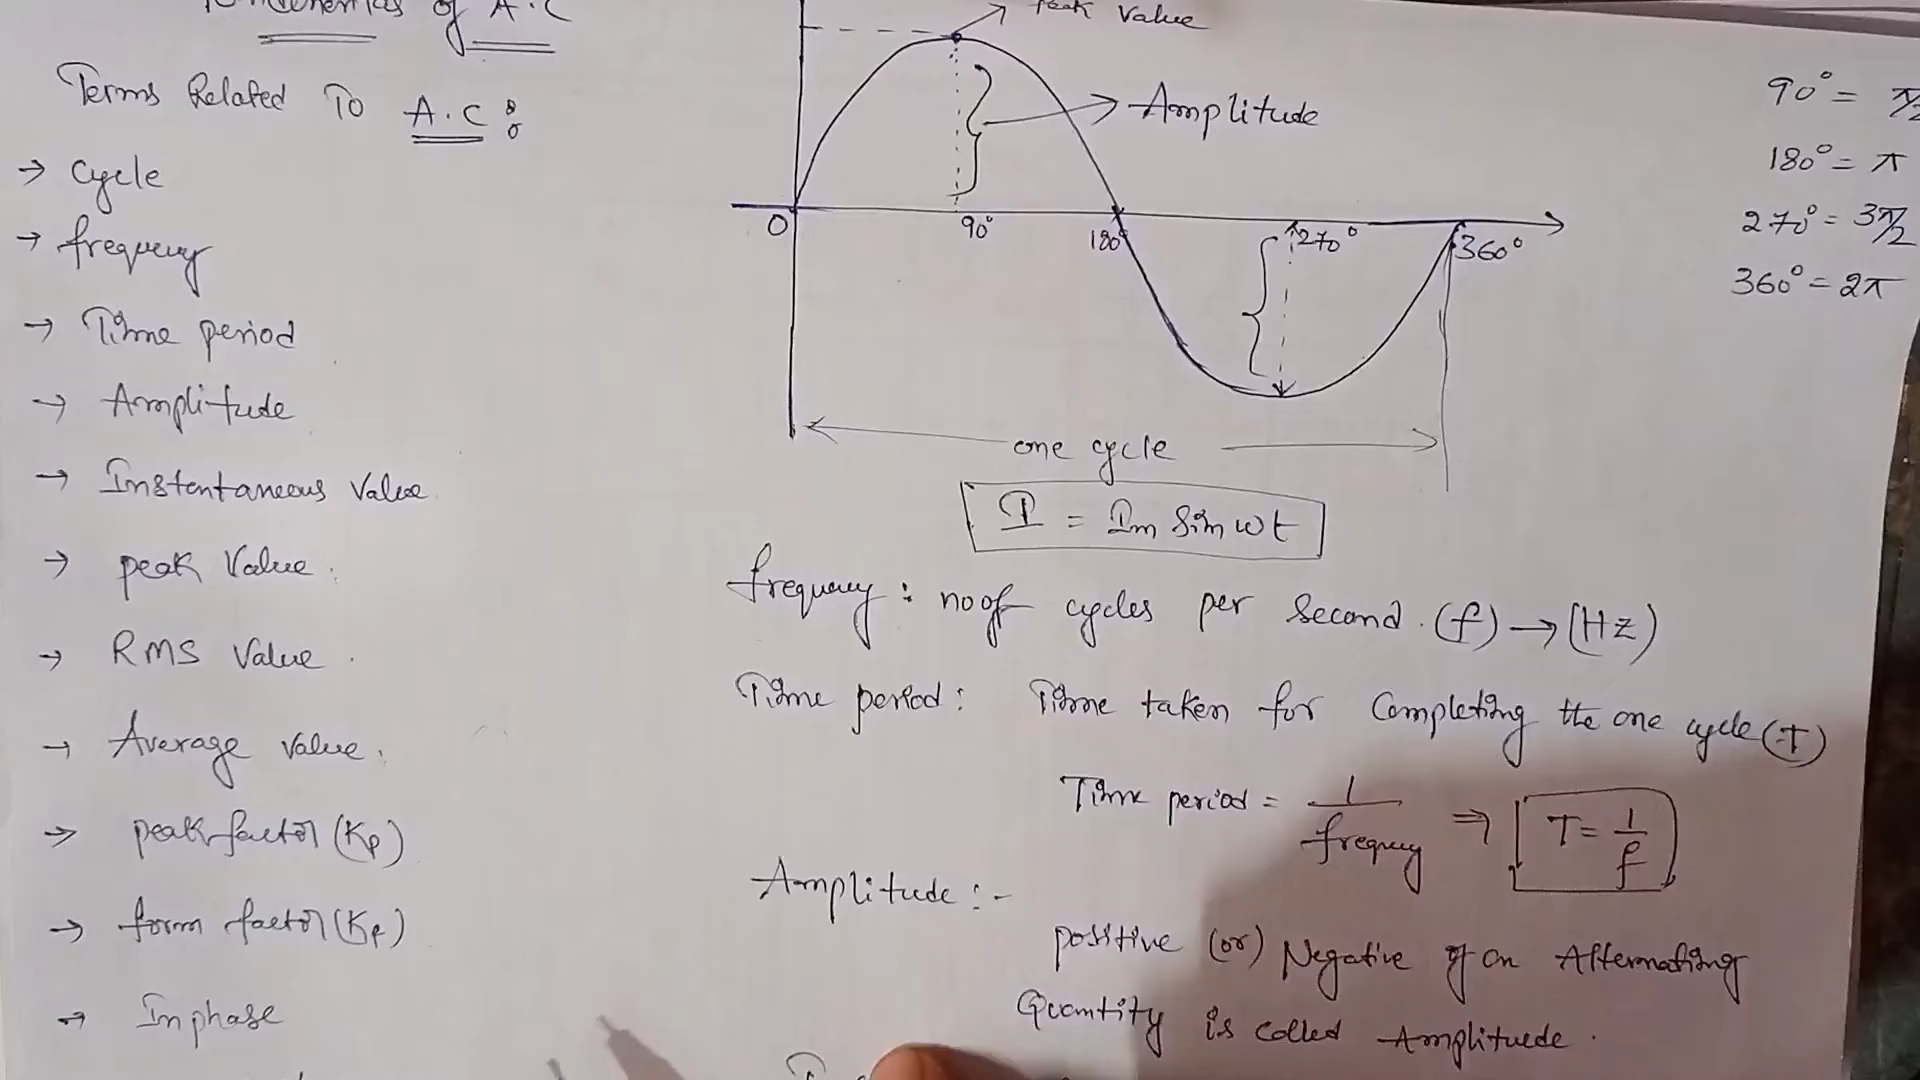 Fundamentals of A.C
Terms Related To A.C :
→ Cycle
→ frequency
→ Time period
→ Amplitude
→ Instentaneous Value
→ peak Value
→ RMS Value
→ Average Value
→ peak factor (Kp)
→ form factor (Kf)
→ Inphase
peak Value
Amplitude
0 90° 180° 270° 360°
one cycle
I = Im Sin ωt
90° = π/2
180° = π
270° = 3π/2
360° = 2π
frequency : no of cycles per Second. (f) → (Hz)
Time period : Time taken for Completing the one cycle (T)
Time period = 1/frequency ⇒ T = 1/f
Amplitude :-
positive (or) Negative of an Alternating
Quantity is called Amplitude.